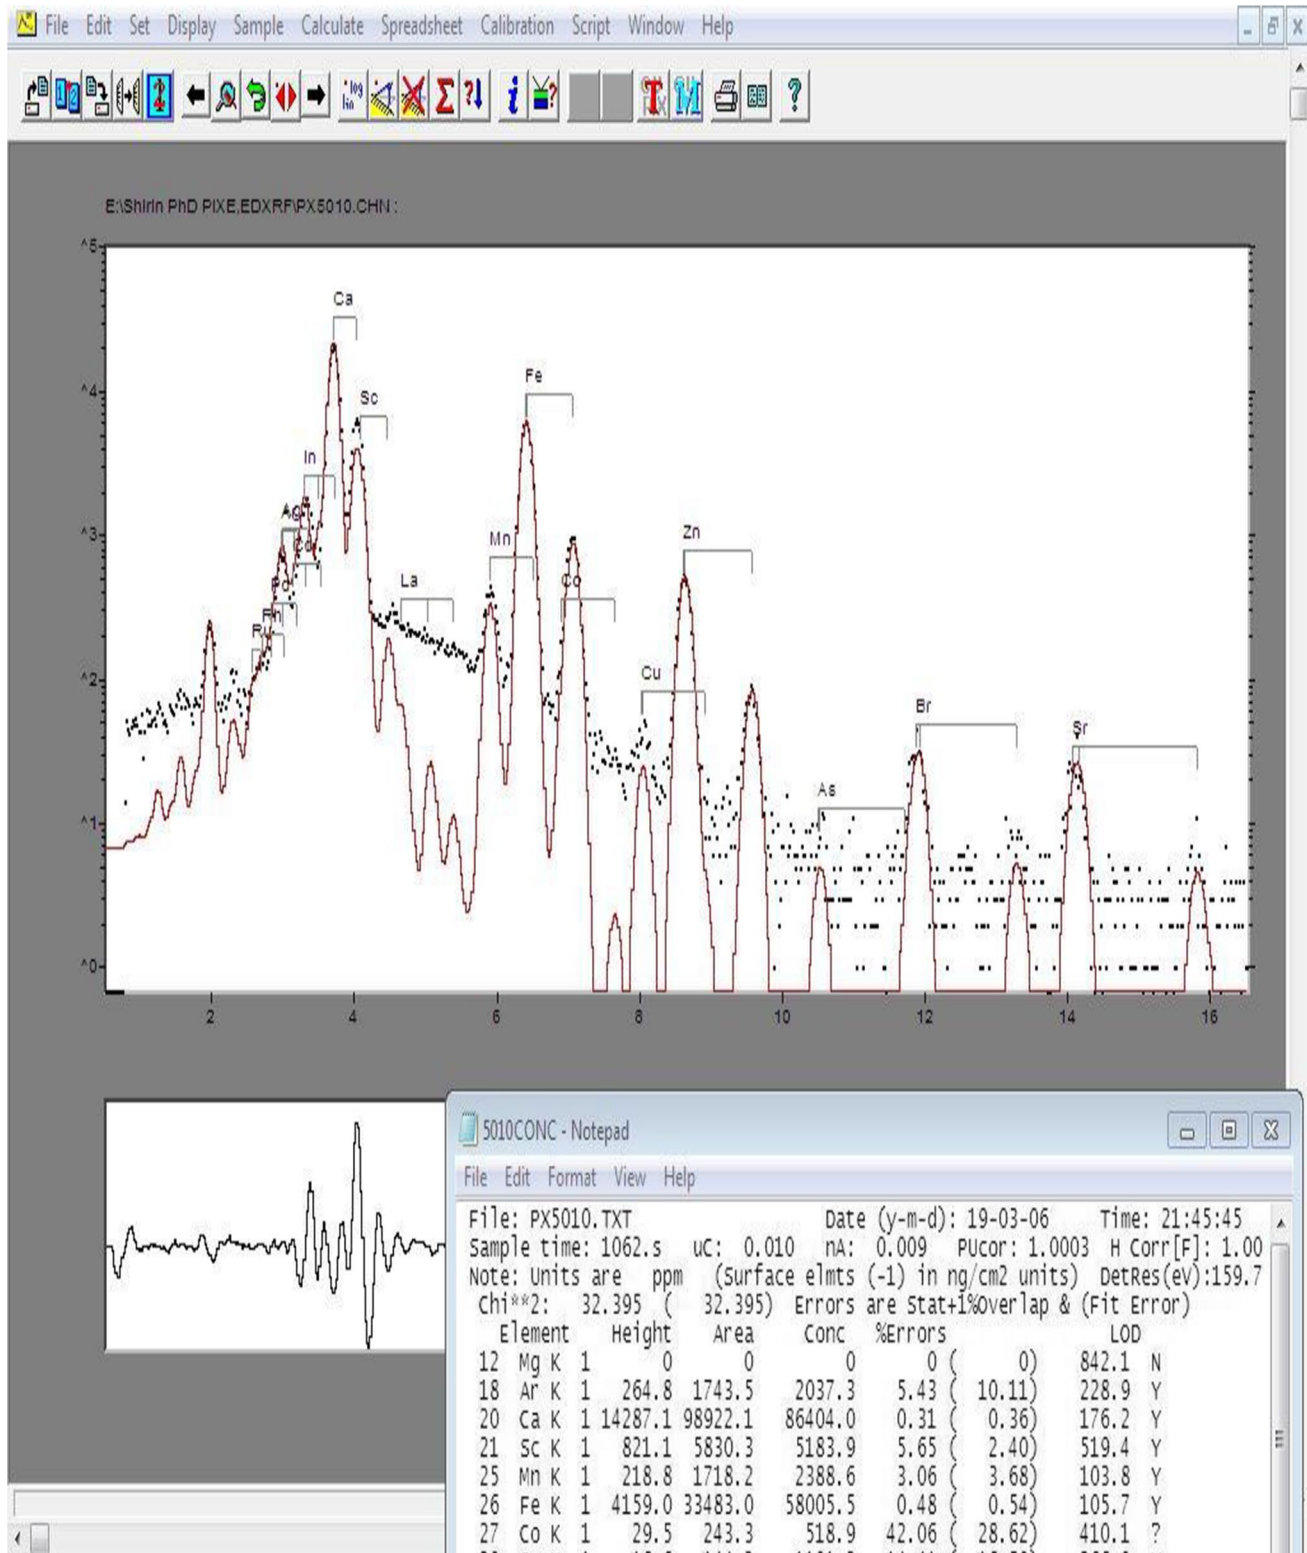 File Edit Set Display Sample Calculate Spreadsheet Calibration Script Window Help
E:\Shirin PhD PIXE,EDXRF\PX5010.CHN :
^5
Ca
^4
Fe
Sc
In
Ag
^3
Zn
Mn
Cd
La
Co
Pd
Rh
Ru
^2
Cu
Br
Sr
As
^1
^0
2 4 6 8 10 12 14 16
5010CONC - Notepad
File Edit Format View Help
File: PX5010.TXT Date (y-m-d): 19-03-06 Time: 21:45:45
Sample time: 1062.s uC: 0.010 nA: 0.009 PUcor: 1.0003 H Corr[F]: 1.00
Note: Units are ppm (Surface elmts (-1) in ng/cm2 units) DetRes(eV):159.7
Chi**2: 32.395 ( 32.395) Errors are Stat+1%Overlap & (Fit Error)
Element Height Area Conc %Errors LOD
12 Mg K 1 0 0 0 0 ( 0) 842.1 N
18 Ar K 1 264.8 1743.5 2037.3 5.43 ( 10.11) 228.9 Y
20 Ca K 1 14287.1 98922.1 86404.0 0.31 ( 0.36) 176.2 Y
21 Sc K 1 821.1 5830.3 5183.9 5.65 ( 2.40) 519.4 Y
25 Mn K 1 218.8 1718.2 2388.6 3.06 ( 3.68) 103.8 Y
26 Fe K 1 4159.0 33483.0 58005.5 0.48 ( 0.54) 105.7 Y
27 Co K 1 29.5 243.3 518.9 42.06 ( 28.62) 410.1 ?